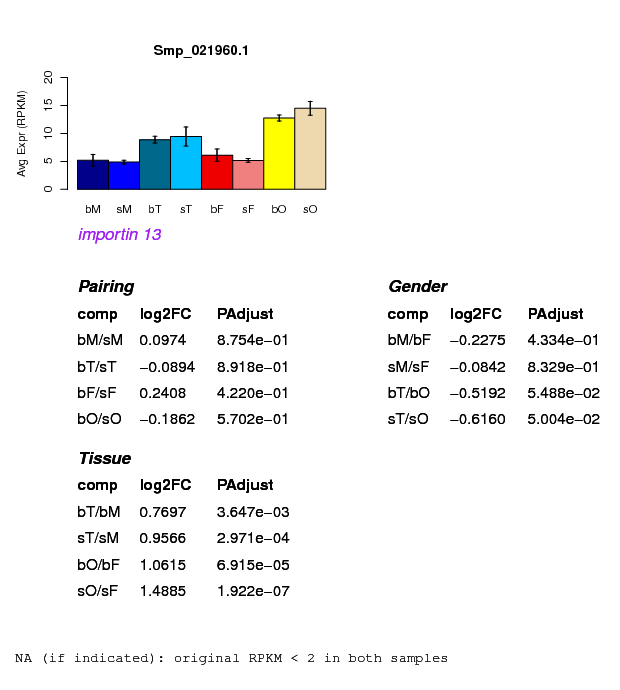 Smp_021960.1
Avg Expr (RPKM)
0 5 10 15 20
bM sM bT sT bF sF bO sO
importin 13
Pairing
comp log2FC PAdjust
bM/sM 0.0974 8.754e−01
bT/sT −0.0894 8.918e−01
bF/sF 0.2408 4.220e−01
bO/sO −0.1862 5.702e−01
Gender
comp log2FC PAdjust
bM/bF −0.2275 4.334e−01
sM/sF −0.0842 8.329e−01
bT/bO −0.5192 5.488e−02
sT/sO −0.6160 5.004e−02
Tissue
comp log2FC PAdjust
bT/bM 0.7697 3.647e−03
sT/sM 0.9566 2.971e−04
bO/bF 1.0615 6.915e−05
sO/sF 1.4885 1.922e−07
NA (if indicated): original RPKM < 2 in both samples